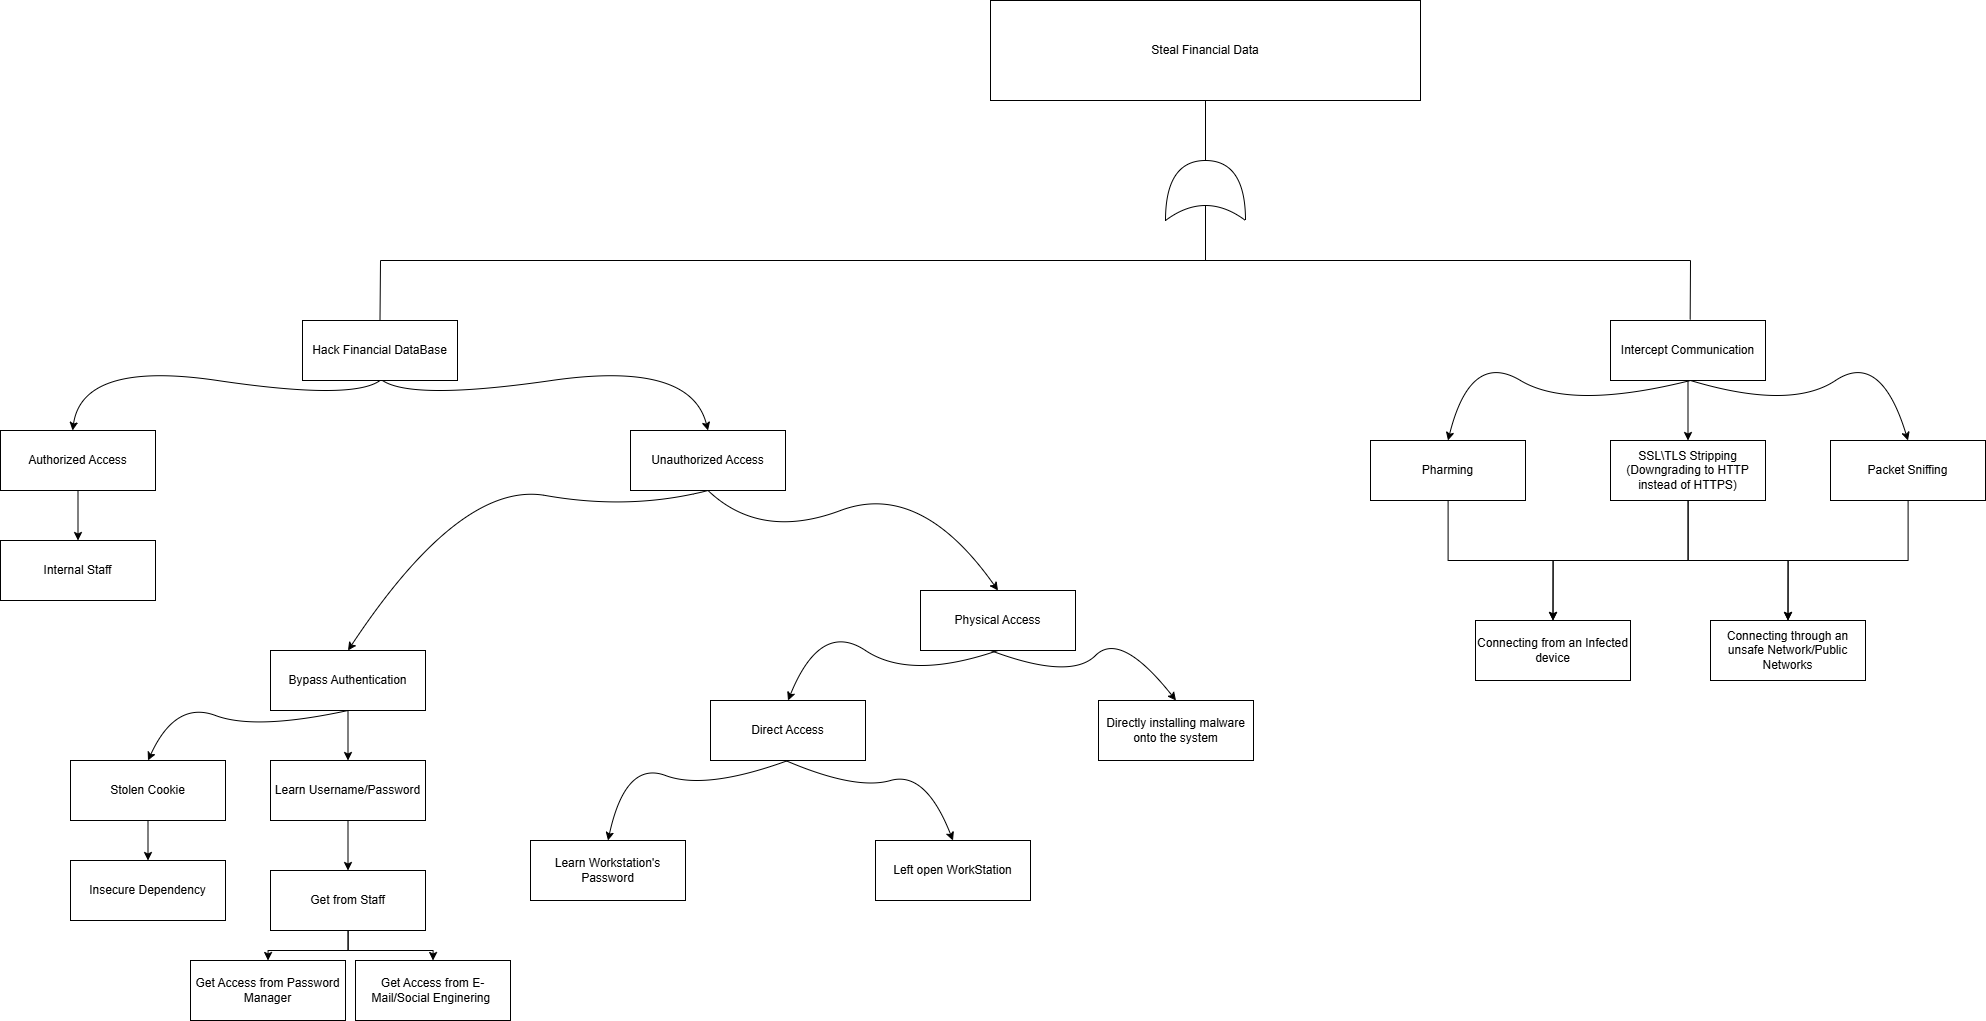 Steal Financial Data
Hack Financial DataBase
Intercept Communication
Authorized Access
Unauthorized Access
Pharming
SSL\TLS Stripping
(Downgrading to HTTP
instead of HTTPS)
Packet Sniffing
Internal Staff
Physical Access
Connecting from an Infected
device
Connecting through an
unsafe Network/Public
Networks
Bypass Authentication
Direct Access
Directly installing malware
onto the system
Stolen Cookie
Learn Username/Password
Learn Workstation's
Password
Left open WorkStation
Insecure Dependency
Get from Staff
Get Access from Password
Manager
Get Access from E-
Mail/Social Enginering